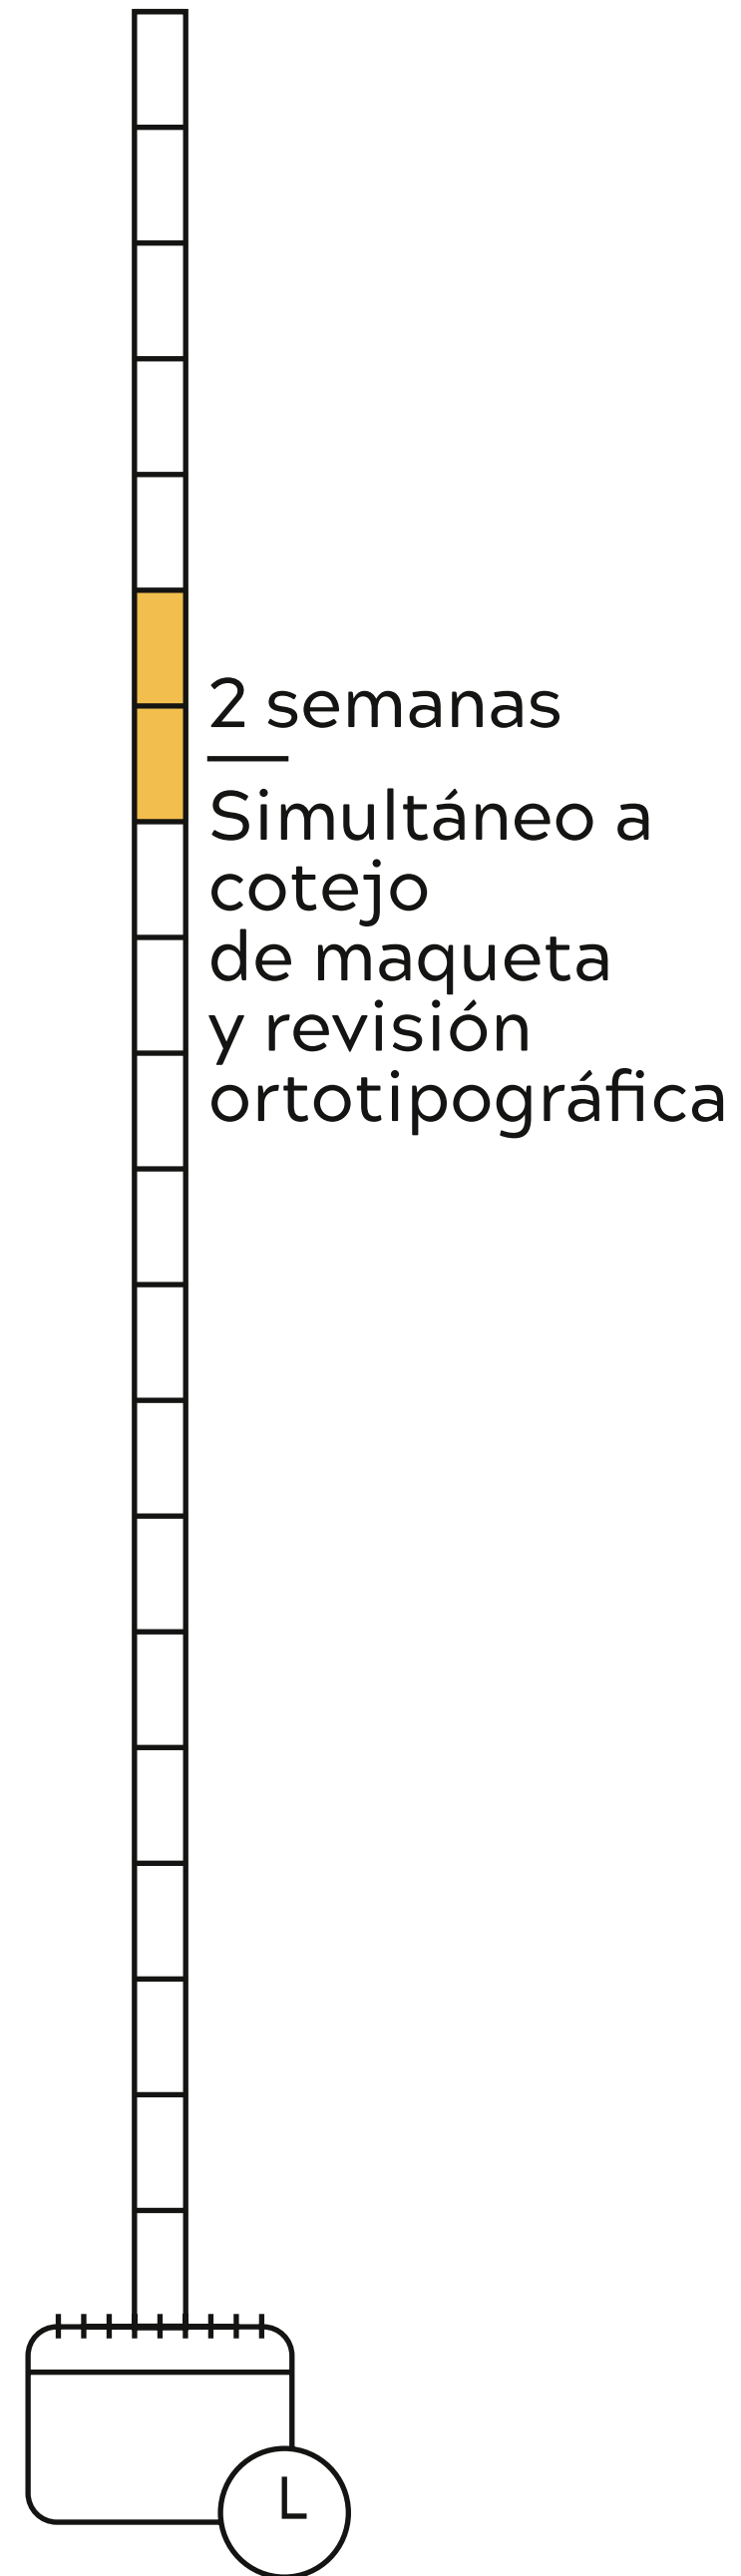 2 semanas
Simultáneo a
cotejo
de maqueta
y revisión
ortotipográfica